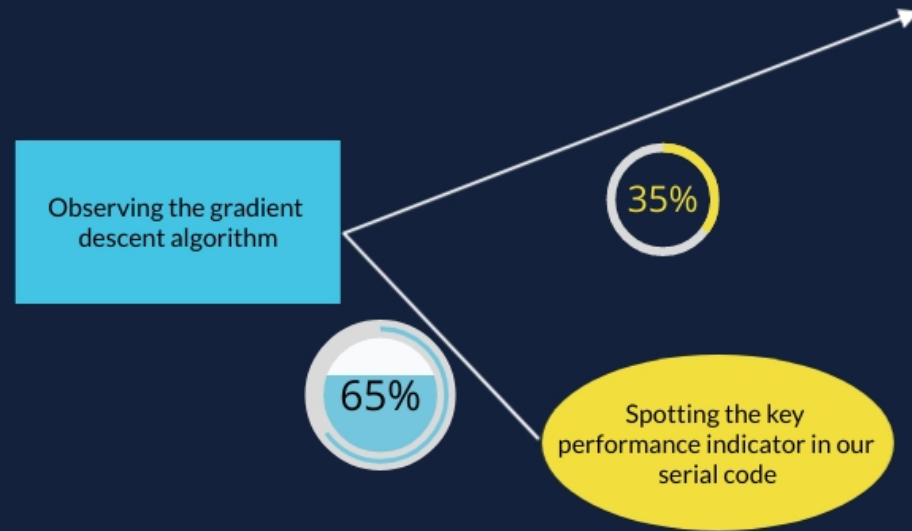 Observing the gradient
descent algorithm
35%
65%
Spotting the key
performance indicator in our
serial code